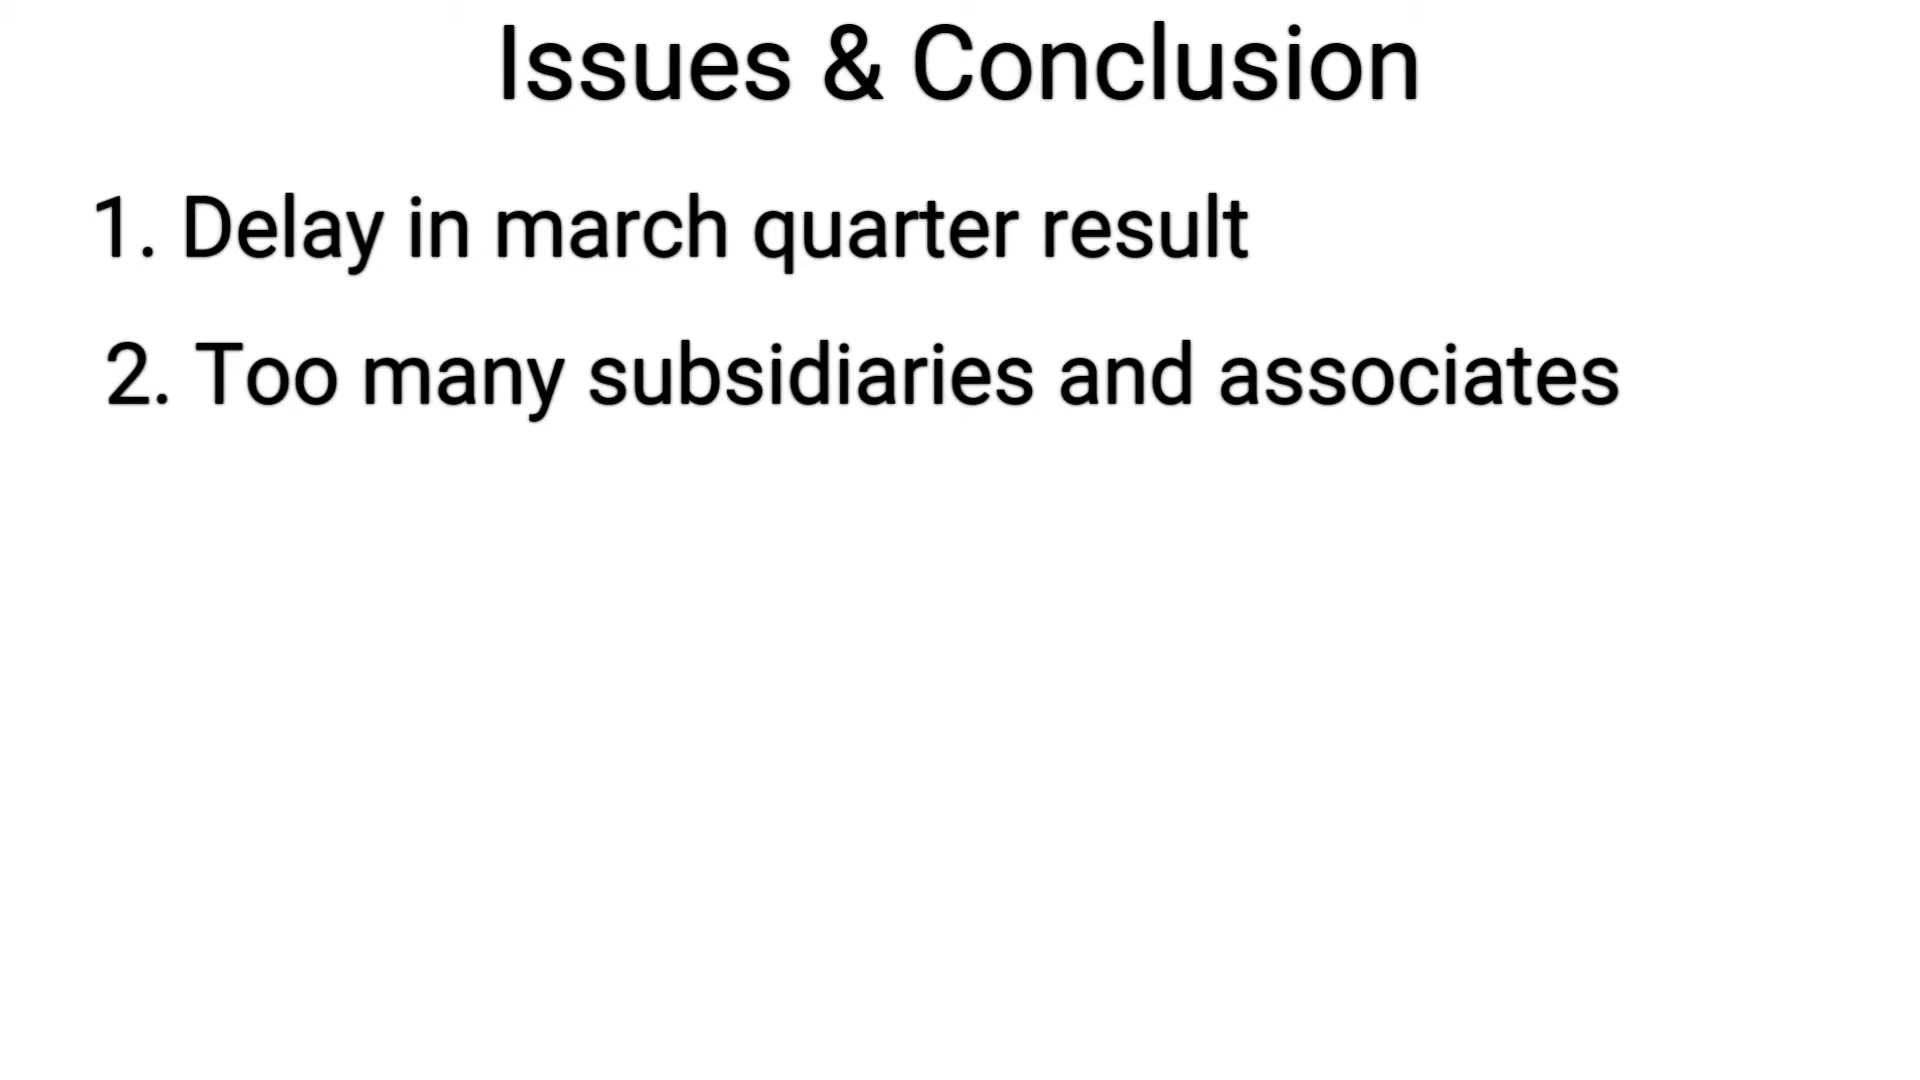 Issues & Conclusion
1. Delay in march quarter result
2. Too many subsidiaries and associates